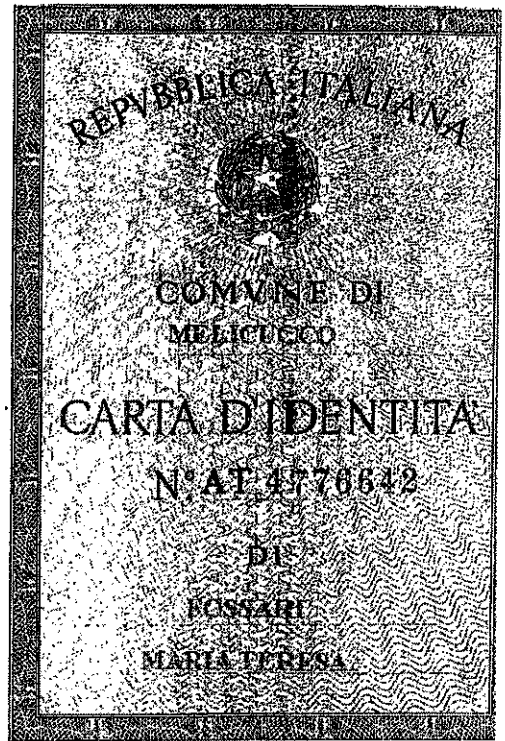 REPVBBLICA ITALIANA
COMVNE DI
MELICUCCO
CARTA D'IDENTITA'
N° AT 4776642
DI
FOSSARI
MARIA TERESA